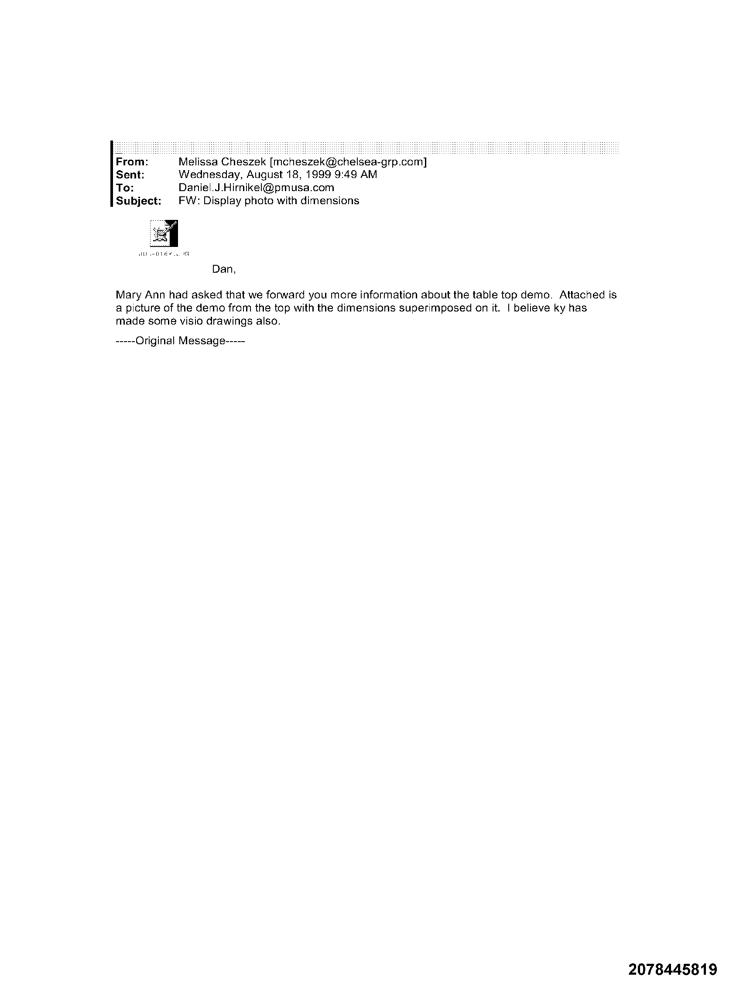 From: Melissa Cheszek [mcheszek@chelsea-grp.com]
Sent: Wednesday, August 18, 1999 9:49 AM
To: Daniel.J.Hirnikel@pmusa.com
Subject: FW: Display photo with dimensions
Dan,
Mary Ann had asked that we forward you more information about the table top demo. Attached is
a picture of the demo from the top with the dimensions superimposed on it. I believe ky has
made some visio drawings also.
-----Original Message-----
2078445819